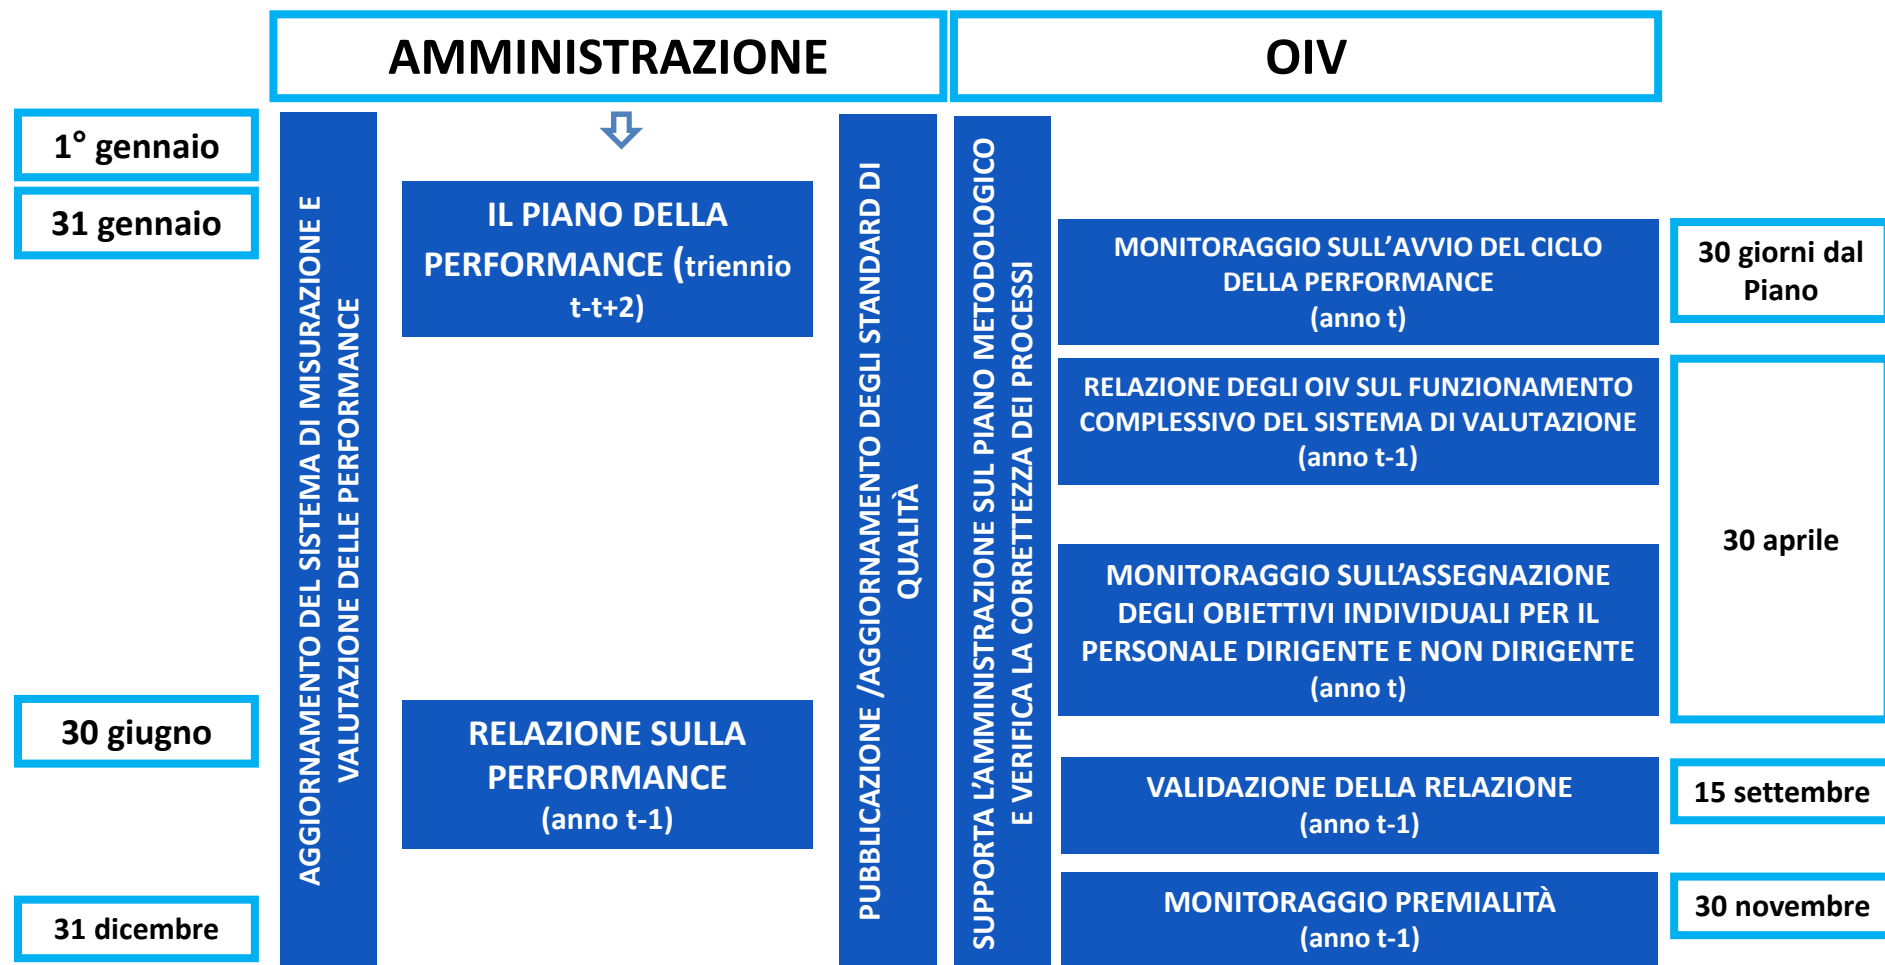 AMMINISTRAZIONE
OIV
1° gennaio
31 gennaio
30 giugno
31 dicembre
AGGIORNAMENTO DEL SISTEMA DI MISURAZIONE E
VALUTAZIONE DELLE PERFORMANCE
IL PIANO DELLA
PERFORMANCE (triennio
t-t+2)
RELAZIONE SULLA
PERFORMANCE
(anno t-1)
PUBBLICAZIONE /AGGIORNAMENTO DEGLI STANDARD DI
QUALITÀ
SUPPORTA L’AMMINISTRAZIONE SUL PIANO METODOLOGICO
E VERIFICA LA CORRETTEZZA DEI PROCESSI
MONITORAGGIO SULL’AVVIO DEL CICLO
DELLA PERFORMANCE
(anno t)
RELAZIONE DEGLI OIV SUL FUNZIONAMENTO
COMPLESSIVO DEL SISTEMA DI VALUTAZIONE
(anno t-1)
MONITORAGGIO SULL’ASSEGNAZIONE
DEGLI OBIETTIVI INDIVIDUALI PER IL
PERSONALE DIRIGENTE E NON DIRIGENTE
(anno t)
VALIDAZIONE DELLA RELAZIONE
(anno t-1)
MONITORAGGIO PREMIALITÀ
(anno t-1)
30 giorni dal
Piano
30 aprile
15 settembre
30 novembre